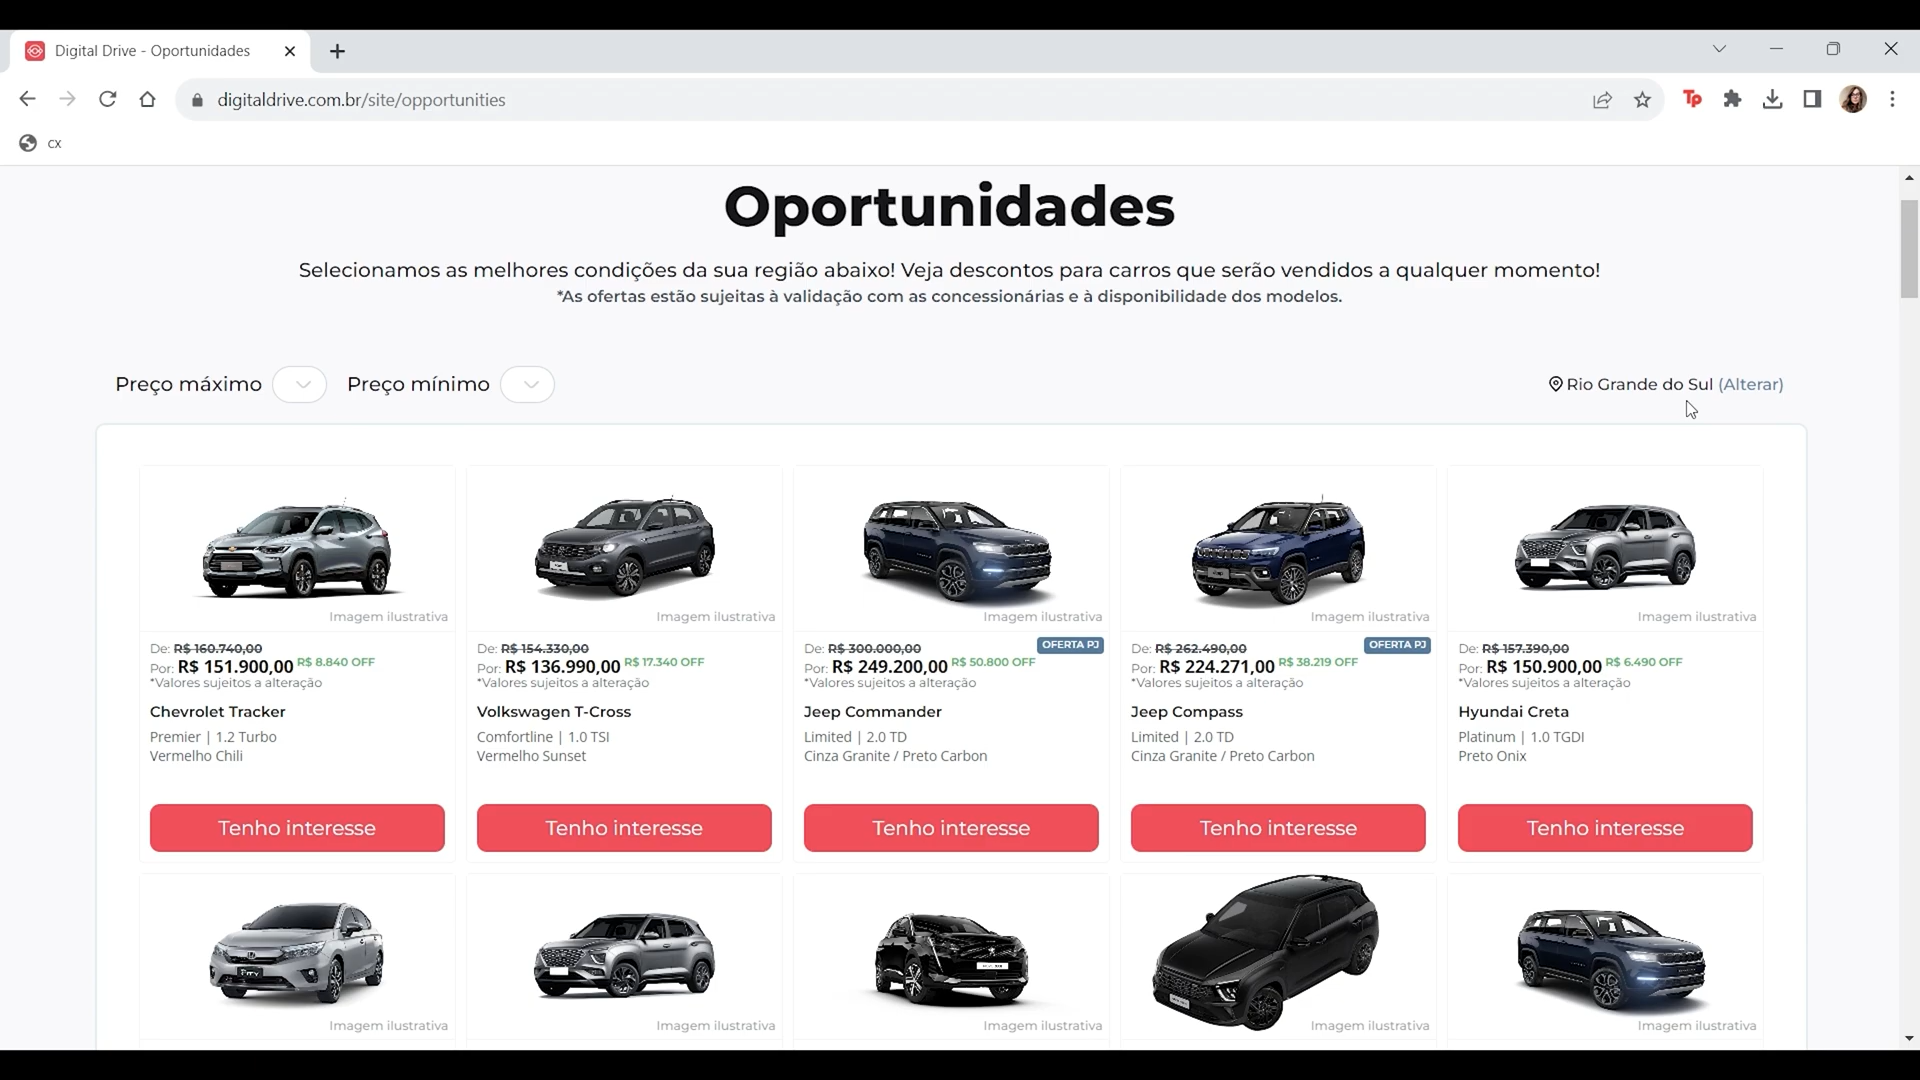 Digital Drive - Oportunidades
digitaldrive.com.br/site/opportunities
Tp
cx
Oportunidades
Selecionamos as melhores condições da sua região abaixo! Veja descontos para carros que serão vendidos a qualquer momento!
*As ofertas estão sujeitas à validação com as concessionárias e à disponibilidade dos modelos.
Preço máximo
Preço mínimo
Rio Grande do Sul (Alterar)
Imagem ilustrativa
De: R$ 160.740,00
Por: R$ 151.900,00 R$ 8.840 OFF
*Valores sujeitos a alteração
Chevrolet Tracker
Premier | 1.2 Turbo
Vermelho Chili
Tenho interesse
Imagem ilustrativa
De: R$ 154.330,00
Por: R$ 136.990,00 R$ 17.340 OFF
*Valores sujeitos a alteração
Volkswagen T-Cross
Comfortline | 1.0 TSI
Vermelho Sunset
Tenho interesse
Imagem ilustrativa
OFERTA PJ
De: R$ 300.000,00
Por: R$ 249.200,00 R$ 50.800 OFF
*Valores sujeitos a alteração
Jeep Commander
Limited | 2.0 TD
Cinza Granite / Preto Carbon
Tenho interesse
Imagem ilustrativa
OFERTA PJ
De: R$ 262.490,00
Por: R$ 224.271,00 R$ 38.219 OFF
*Valores sujeitos a alteração
Jeep Compass
Limited | 2.0 TD
Cinza Granite / Preto Carbon
Tenho interesse
Imagem ilustrativa
De: R$ 157.390,00
Por: R$ 150.900,00 R$ 6.490 OFF
*Valores sujeitos a alteração
Hyundai Creta
Platinum | 1.0 TGDI
Preto Onix
Tenho interesse
Imagem ilustrativa
Imagem ilustrativa
Imagem ilustrativa
Imagem ilustrativa
Imagem ilustrativa